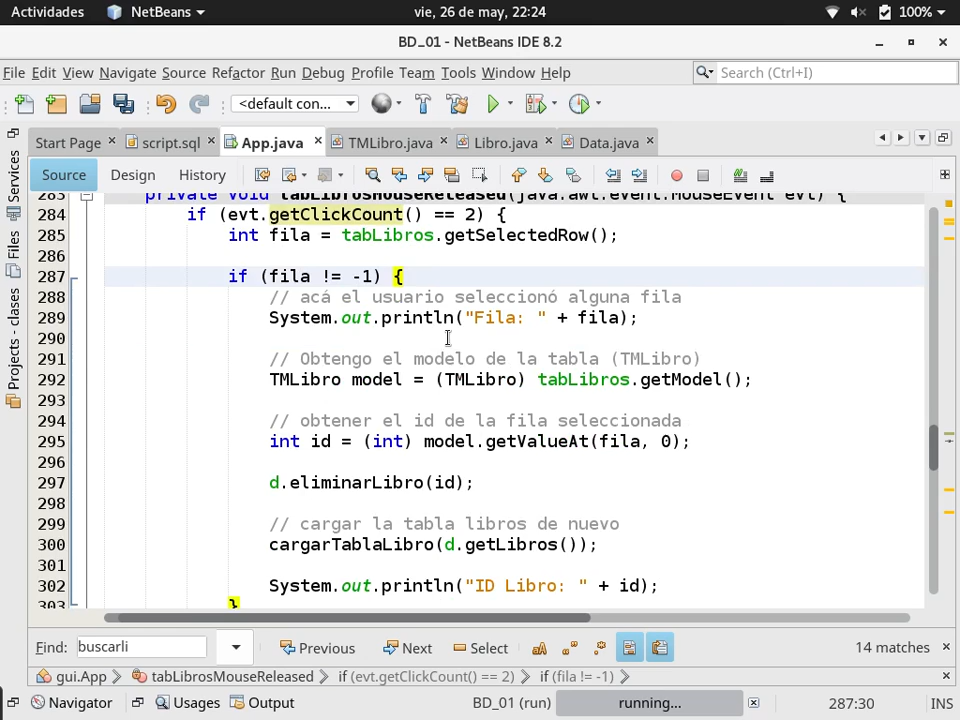 Actividades NetBeans vie, 26 de may, 22:24 100%
BD_01 - NetBeans IDE 8.2
File Edit View Navigate Source Refactor Run Debug Profile Team Tools Window Help Search (Ctrl+I)
<default con...
Start Page script.sql App.java TMLibro.java Libro.java Data.java
Source Design History
Services
Files
Projects - clases
283 private void tabLibrosMouseReleased(java.awt.event.MouseEvent evt) {
284 if (evt.getClickCount() == 2) {
285 int fila = tabLibros.getSelectedRow();
286
287 if (fila != -1) {
288 // acá el usuario seleccionó alguna fila
289 System.out.println("Fila: " + fila);
290
291 // Obtengo el modelo de la tabla (TMLibro)
292 TMLibro model = (TMLibro) tabLibros.getModel();
293
294 // obtener el id de la fila seleccionada
295 int id = (int) model.getValueAt(fila, 0);
296
297 d.eliminarLibro(id);
298
299 // cargar la tabla libros de nuevo
300 cargarTablaLibro(d.getLibros());
301
302 System.out.println("ID Libro: " + id);
303 }
Find: buscarli Previous Next Select 14 matches
gui.App tabLibrosMouseReleased if (evt.getClickCount() == 2) if (fila != -1)
Navigator Usages Output BD_01 (run) running... 287:30 INS